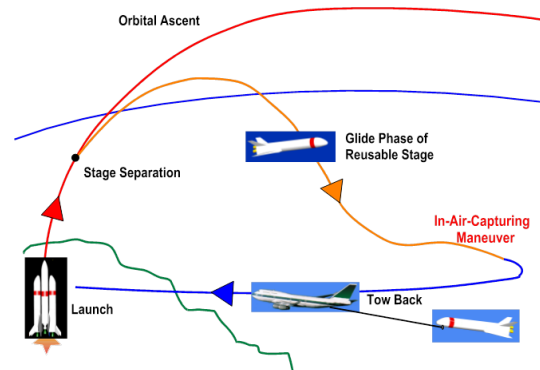 Orbital Ascent
Glide Phase of
Reusable Stage
Stage Separation
In-Air-Capturing
Maneuver
Launch
Tow Back